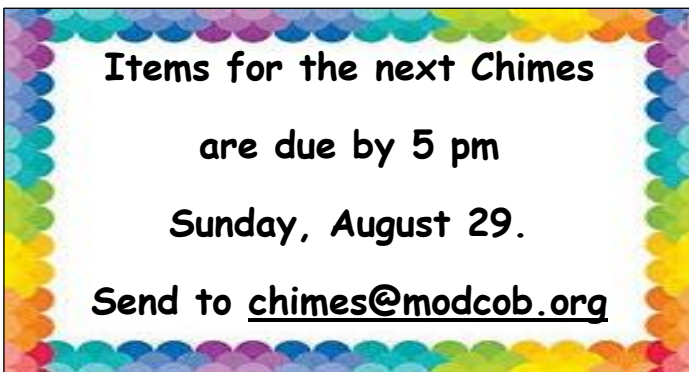 Items for the next Chimes
are due by 5 pm
Sunday, August 29.
Send to chimes@modcob.org